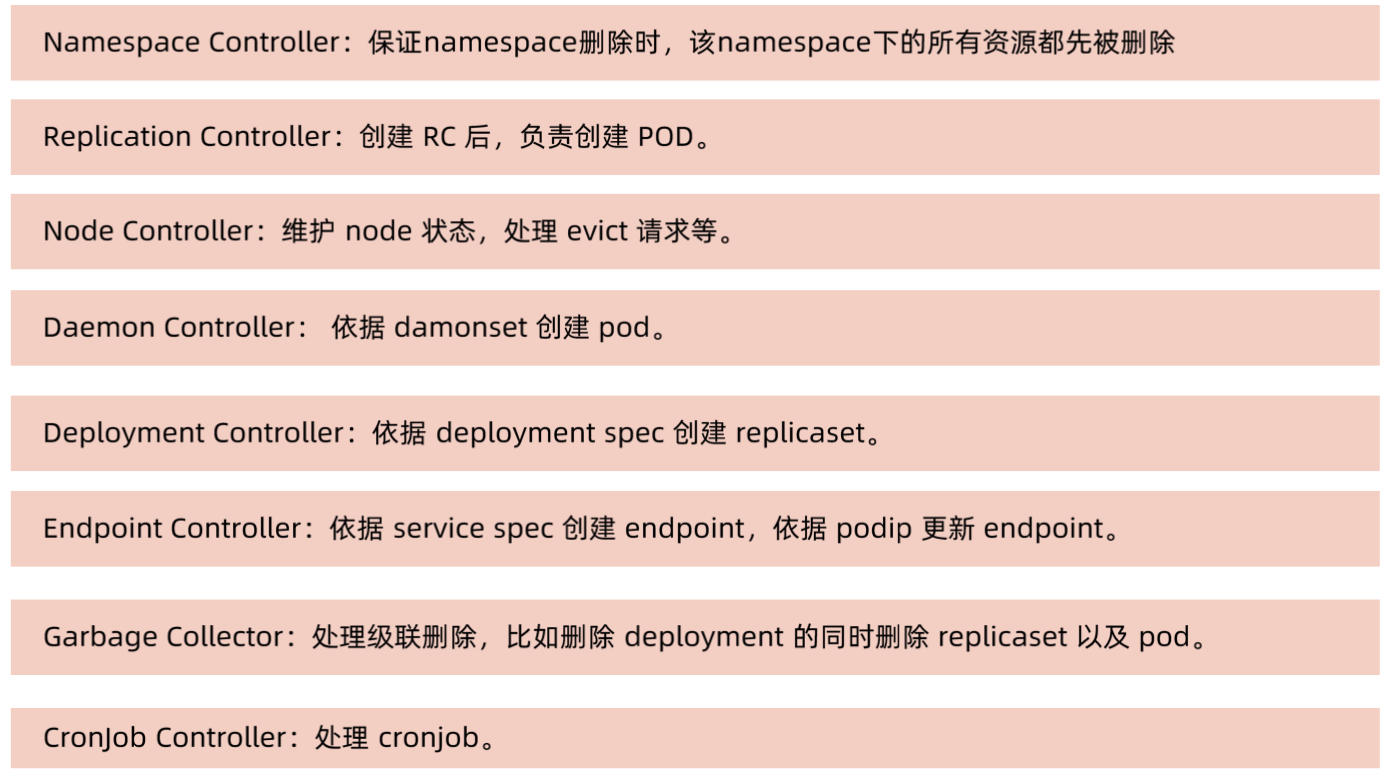 Namespace Controller：保证namespace删除时，该namespace下的所有资源都先被删除
Replication Controller：创建 RC 后，负责创建 POD。
Node Controller：维护 node 状态，处理 evict 请求等。
Daemon Controller： 依据 damonset 创建 pod。
Deployment Controller：依据 deployment spec 创建 replicaset。
Endpoint Controller：依据 service spec 创建 endpoint，依据 podip 更新 endpoint。
Garbage Collector：处理级联删除，比如删除 deployment 的同时删除 replicaset 以及 pod。
CronJob Controller：处理 cronjob。